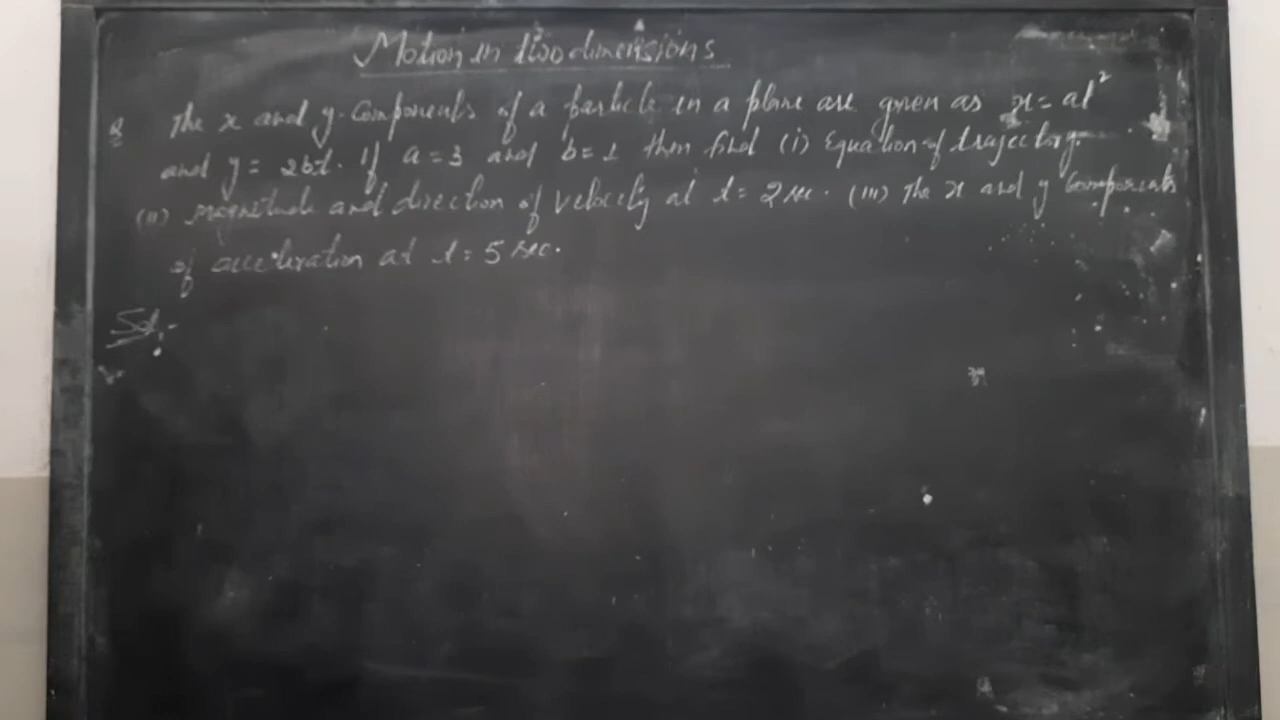 Motion in two dimensions
Q The x and y-Components of a particle in a plane are given as x = at²
and y = 2bt. If a = 3 and b = 1 then find (i) Equation of trajectory.
(ii) Magnitude and direction of velocity at t = 2 sec. (iii) The x and y Components
of acceleration at t = 5 sec.
Sol:-